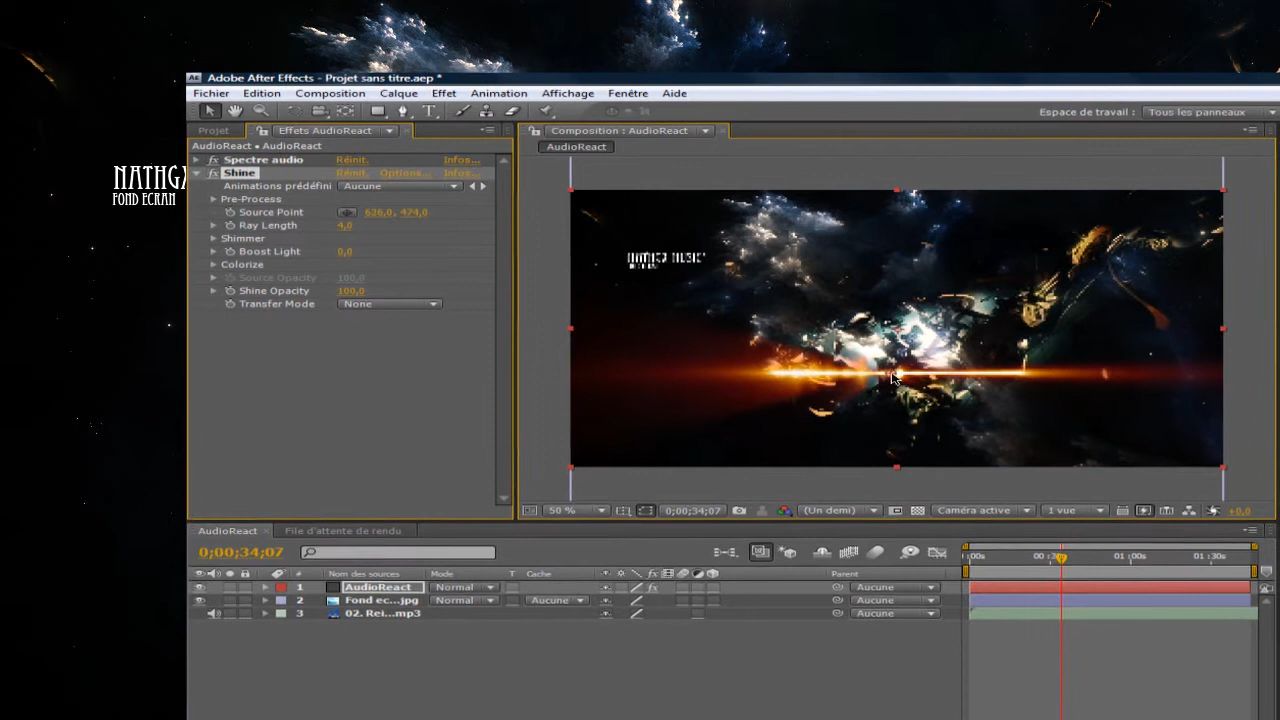 Adobe After Effects - Projet sans titre.aep *
Fichier Edition Composition Calque Effet Animation Affichage Fenêtre Aide
Espace de travail : Tous les panneaux
Projet Effets AudioReact Composition : AudioReact
AudioReact • AudioReact AudioReact
fx Spectre audio Réinit. Infos...
fx Shine Réinit. Options... Infos...
Animations prédéfini Aucune
Pre-Process
Source Point 626,0, 474,0
Ray Length 4,0
Shimmer
Boost Light 0,0
Colorize
Source Opacity 100,0
Shine Opacity 100,0
Transfer Mode None
FOND ECRAN
50 % 0;00;34;07 (Un demi) Caméra active 1 vue +0,0
AudioReact File d'attente de rendu
0;00;34;07 :00s 01:00s 01:30s
# Nom des sources Mode T Cache fx Parent
1 AudioReact Normal fx Aucune
2 Fond ec...jpg Normal Aucune Aucune
3 02. Rei...mp3 Aucune